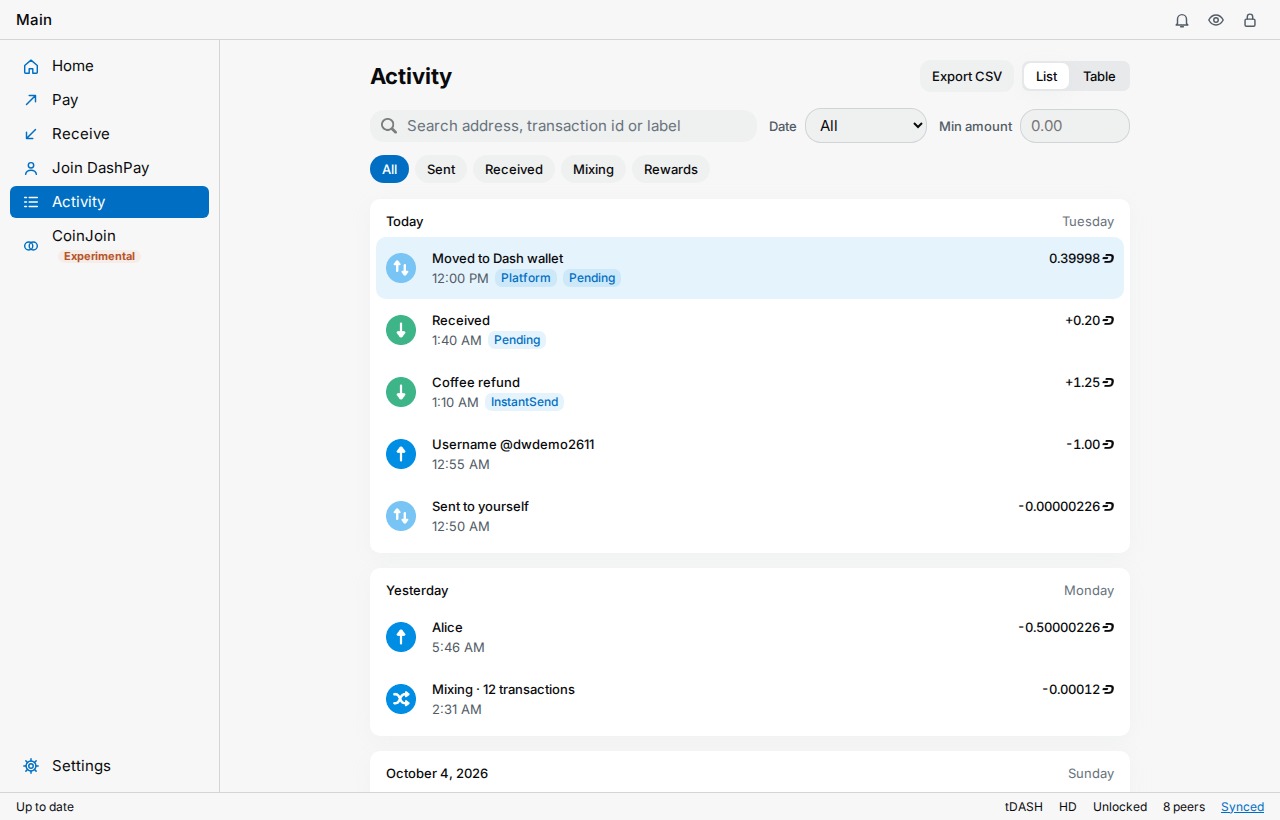 Main
Home
Pay
Receive
Join DashPay
Activity
CoinJoin
Experimental
Settings
Activity
Export CSV
List
Table
Search address, transaction id or label
Date
All
Min amount
0.00
All
Sent
Received
Mixing
Rewards
Today
Tuesday
Moved to Dash wallet
0.39998
12:00 PM
Platform
Pending
Received
+0.20
1:40 AM
Pending
Coffee refund
+1.25
1:10 AM
InstantSend
Username @dwdemo2611
-1.00
12:55 AM
Sent to yourself
-0.00000226
12:50 AM
Yesterday
Monday
Alice
-0.50000226
5:46 AM
Mixing · 12 transactions
-0.00012
2:31 AM
October 4, 2026
Sunday
Up to date
tDASH
HD
Unlocked
8 peers
Synced